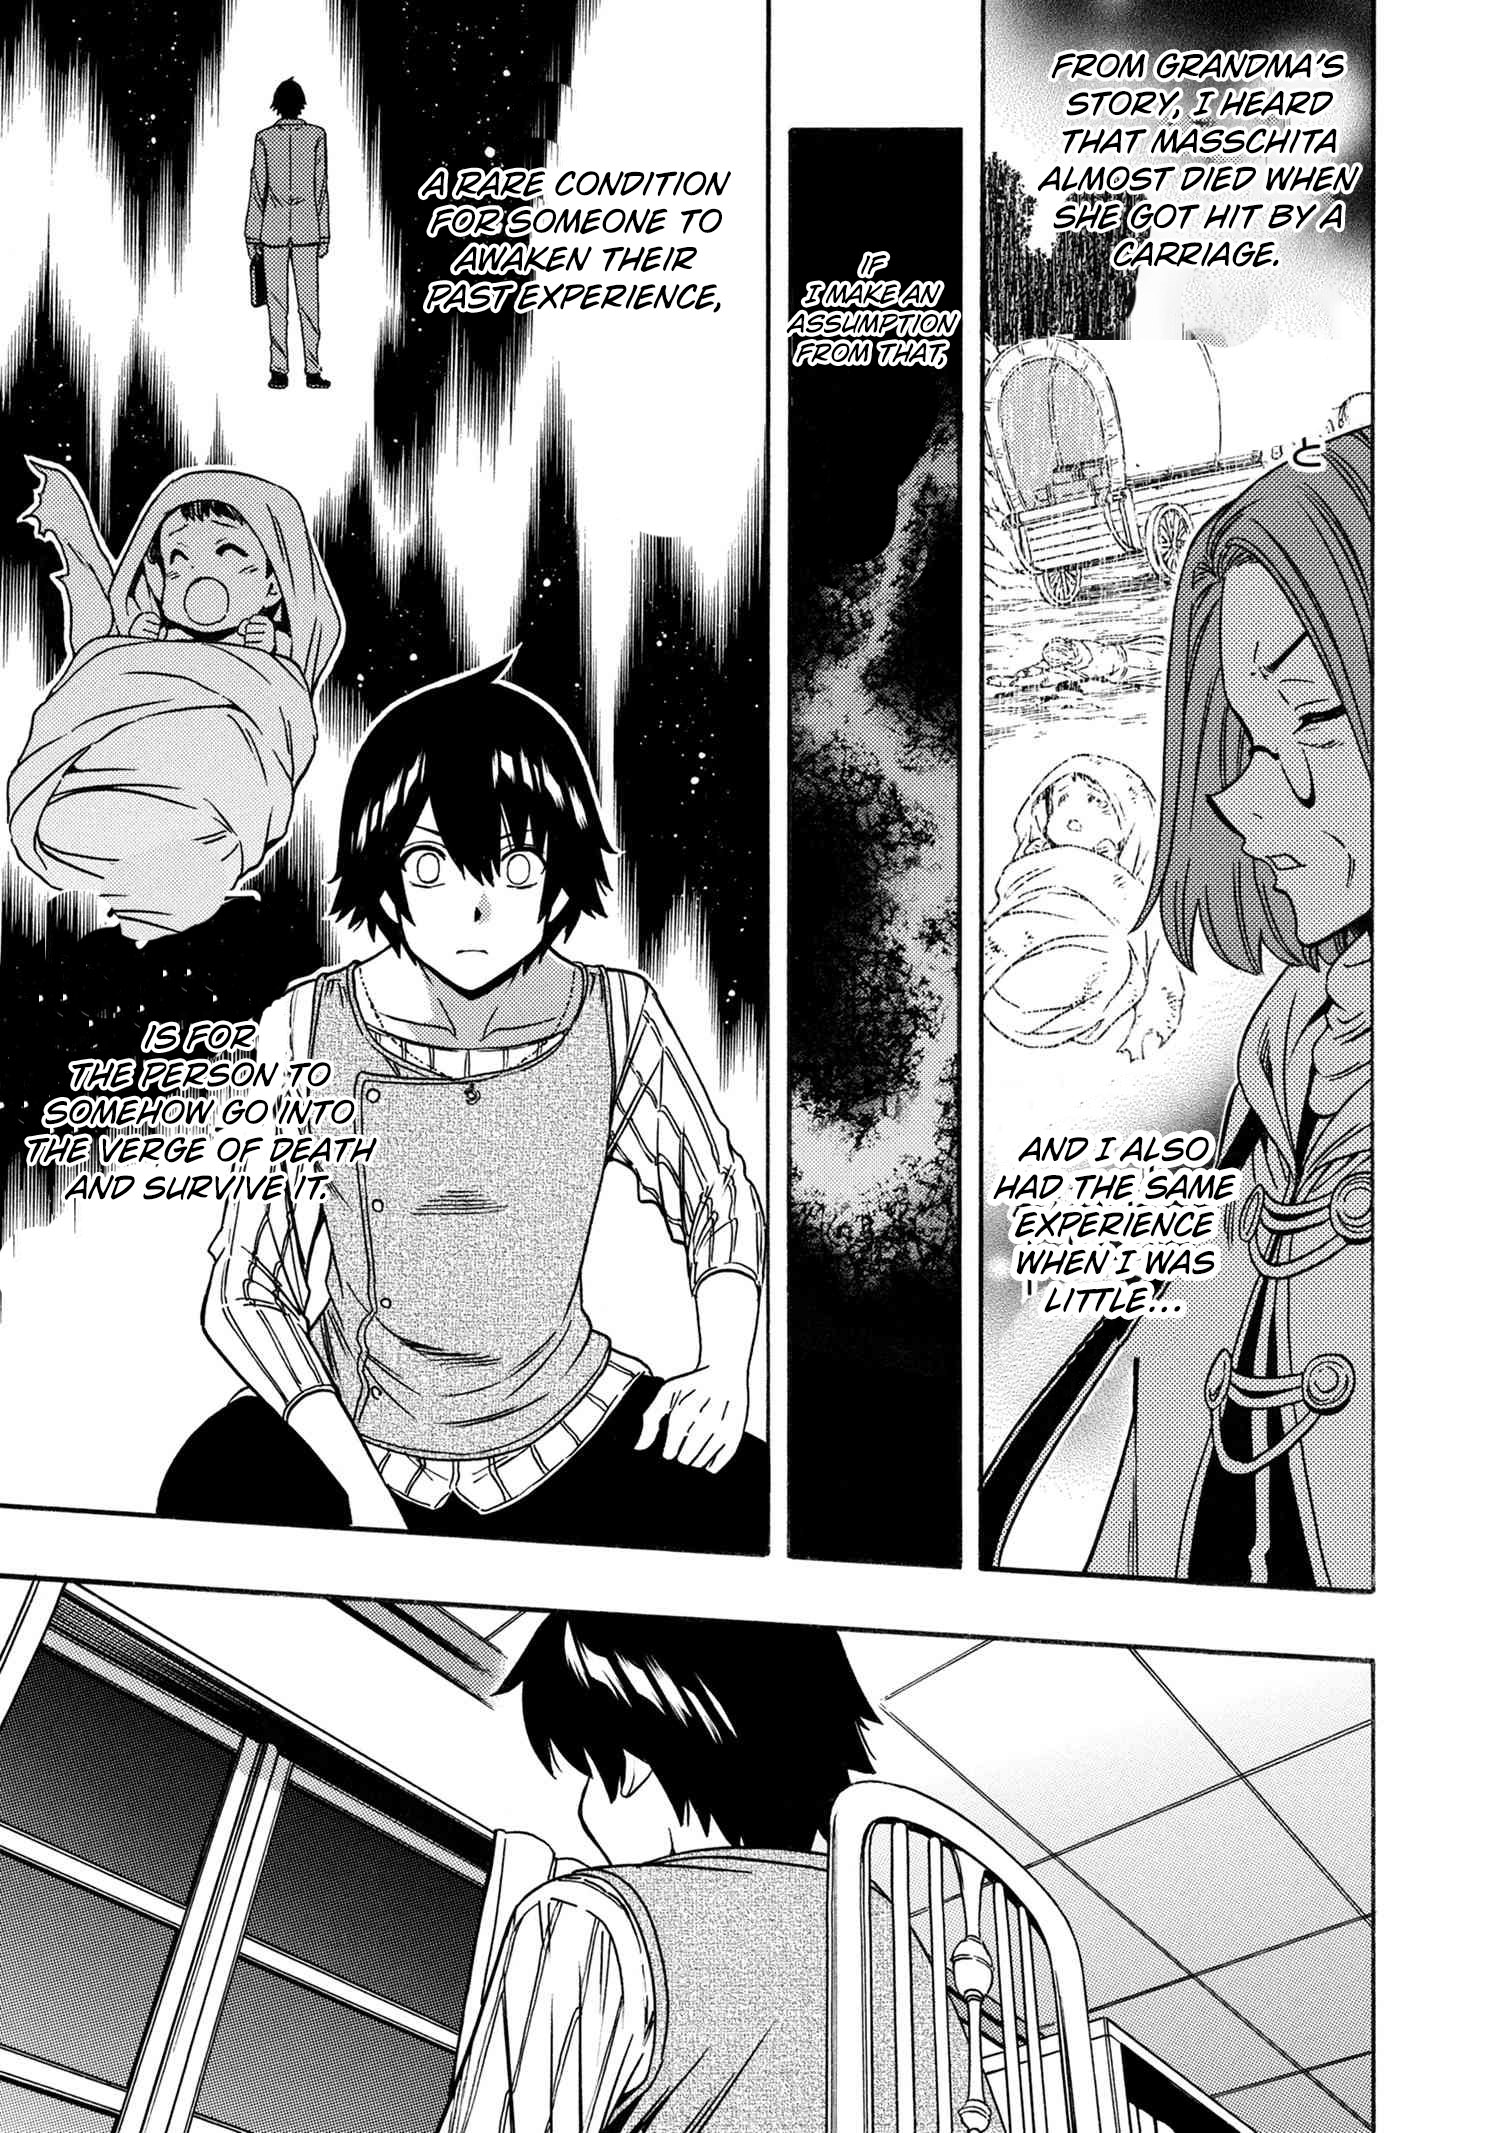 FROM GRANDMA'S
STORY, I HEARD
THAT MASSCHITA
ALMOST DIED WHEN
SHE GOT HIT BY A
CARRIAGE.
と
AND I ALSO
HAD THE SAME
EXPERIENCE
WHEN I WAS
LITTLE...
IF
I MAKE AN
ASSUMPTION
FROM THAT,
A RARE CONDITION
FOR SOMEONE TO
AWAKEN THEIR
PAST EXPERIENCE,
IS FOR
THE PERSON TO
SOMEHOW GO INTO
THE VERGE OF DEATH
AND SURVIVE IT.